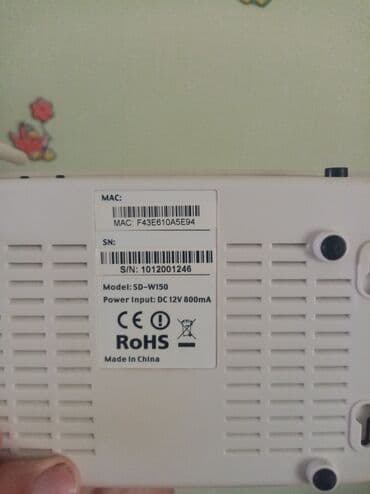 MAC:
MAC: F43E610A5E94
SN:
S/N: 1012001246
Model: SD-W150
Power Input: DC 12V 800mA
CE
RoHS
Made in China